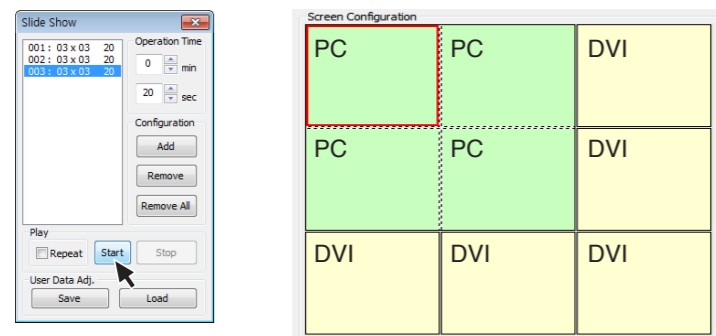 Slide Show
001 : 03 x 03 20
002 : 03 x 03 20
003 : 03 x 03 20
Operation Time
0 min
20 sec
Configuration
Add
Remove
Remove All
Play
Repeat Start Stop
User Data Adj.
Save Load
Screen Configuration
PC PC DVI
PC PC DVI
DVI DVI DVI